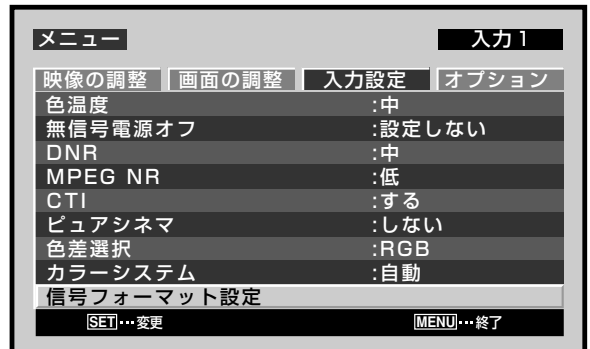 メニュー 入力1
映像の調整 画面の調整 入力設定 オプション
色温度 :中
無信号電源オフ :設定しない
DNR :中
MPEG NR :低
CTI :する
ピュアシネマ :しない
色差選択 :RGB
カラーシステム :自動
信号フォーマット設定
SET…変更 MENU…終了